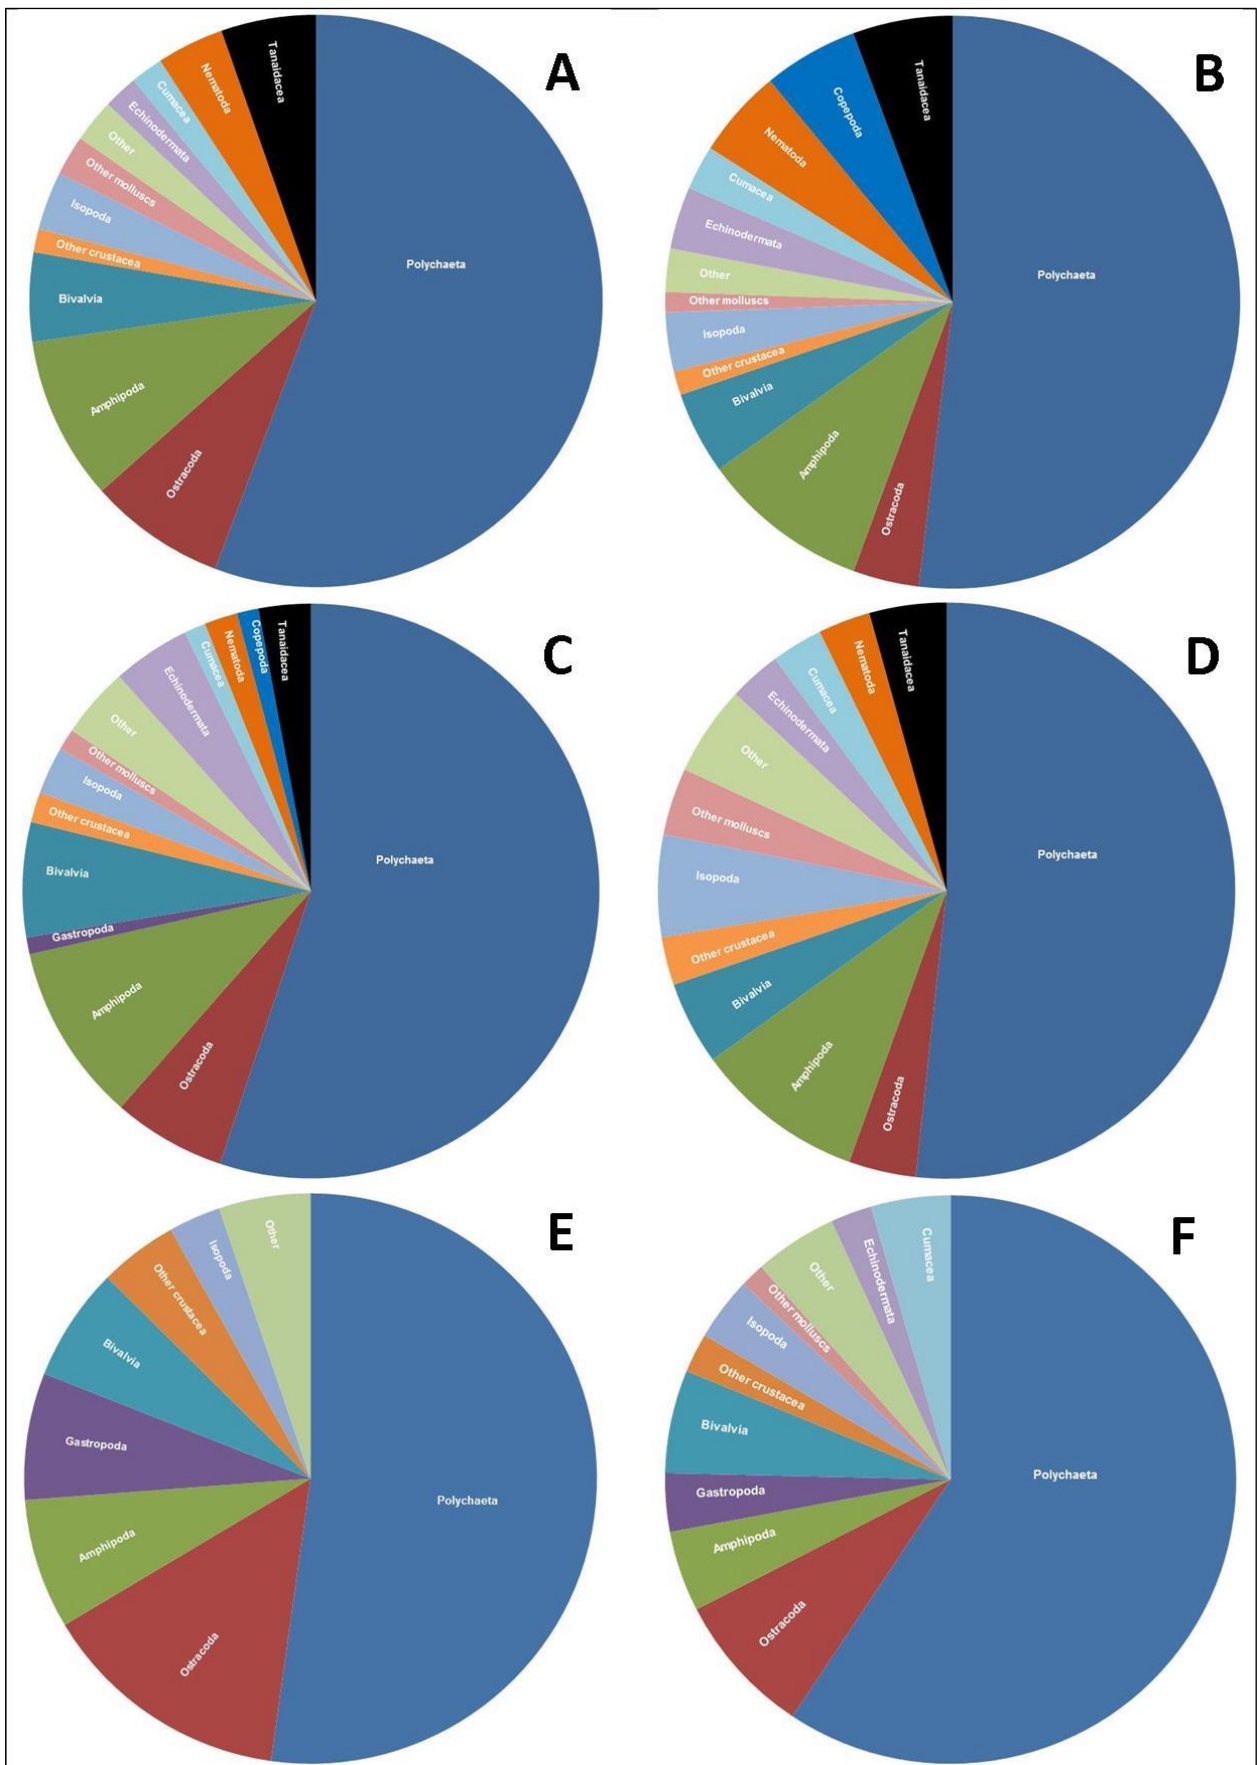 A
Tanaidacea
Nematoda
Cumacea
Echinodermata
Other
Other molluscs
Isopoda
Other crustacea
Bivalvia
Amphipoda
Ostracoda
Polychaeta
B
Tanaidacea
Copepoda
Nematoda
Cumacea
Echinodermata
Other
Other molluscs
Isopoda
Other crustacea
Bivalvia
Amphipoda
Ostracoda
Polychaeta
C
Tanaidacea
Copepoda
Nematoda
Cumacea
Echinodermata
Other
Other molluscs
Isopoda
Other crustacea
Bivalvia
Gastropoda
Amphipoda
Ostracoda
Polychaeta
D
Tanaidacea
Nematoda
Cumacea
Echinodermata
Other
Other molluscs
Isopoda
Other crustacea
Bivalvia
Amphipoda
Ostracoda
Polychaeta
E
Other
Isopoda
Other crustacea
Bivalvia
Gastropoda
Amphipoda
Ostracoda
Polychaeta
F
Cumacea
Echinodermata
Other
Other molluscs
Isopoda
Other crustacea
Bivalvia
Gastropoda
Amphipoda
Ostracoda
Polychaeta